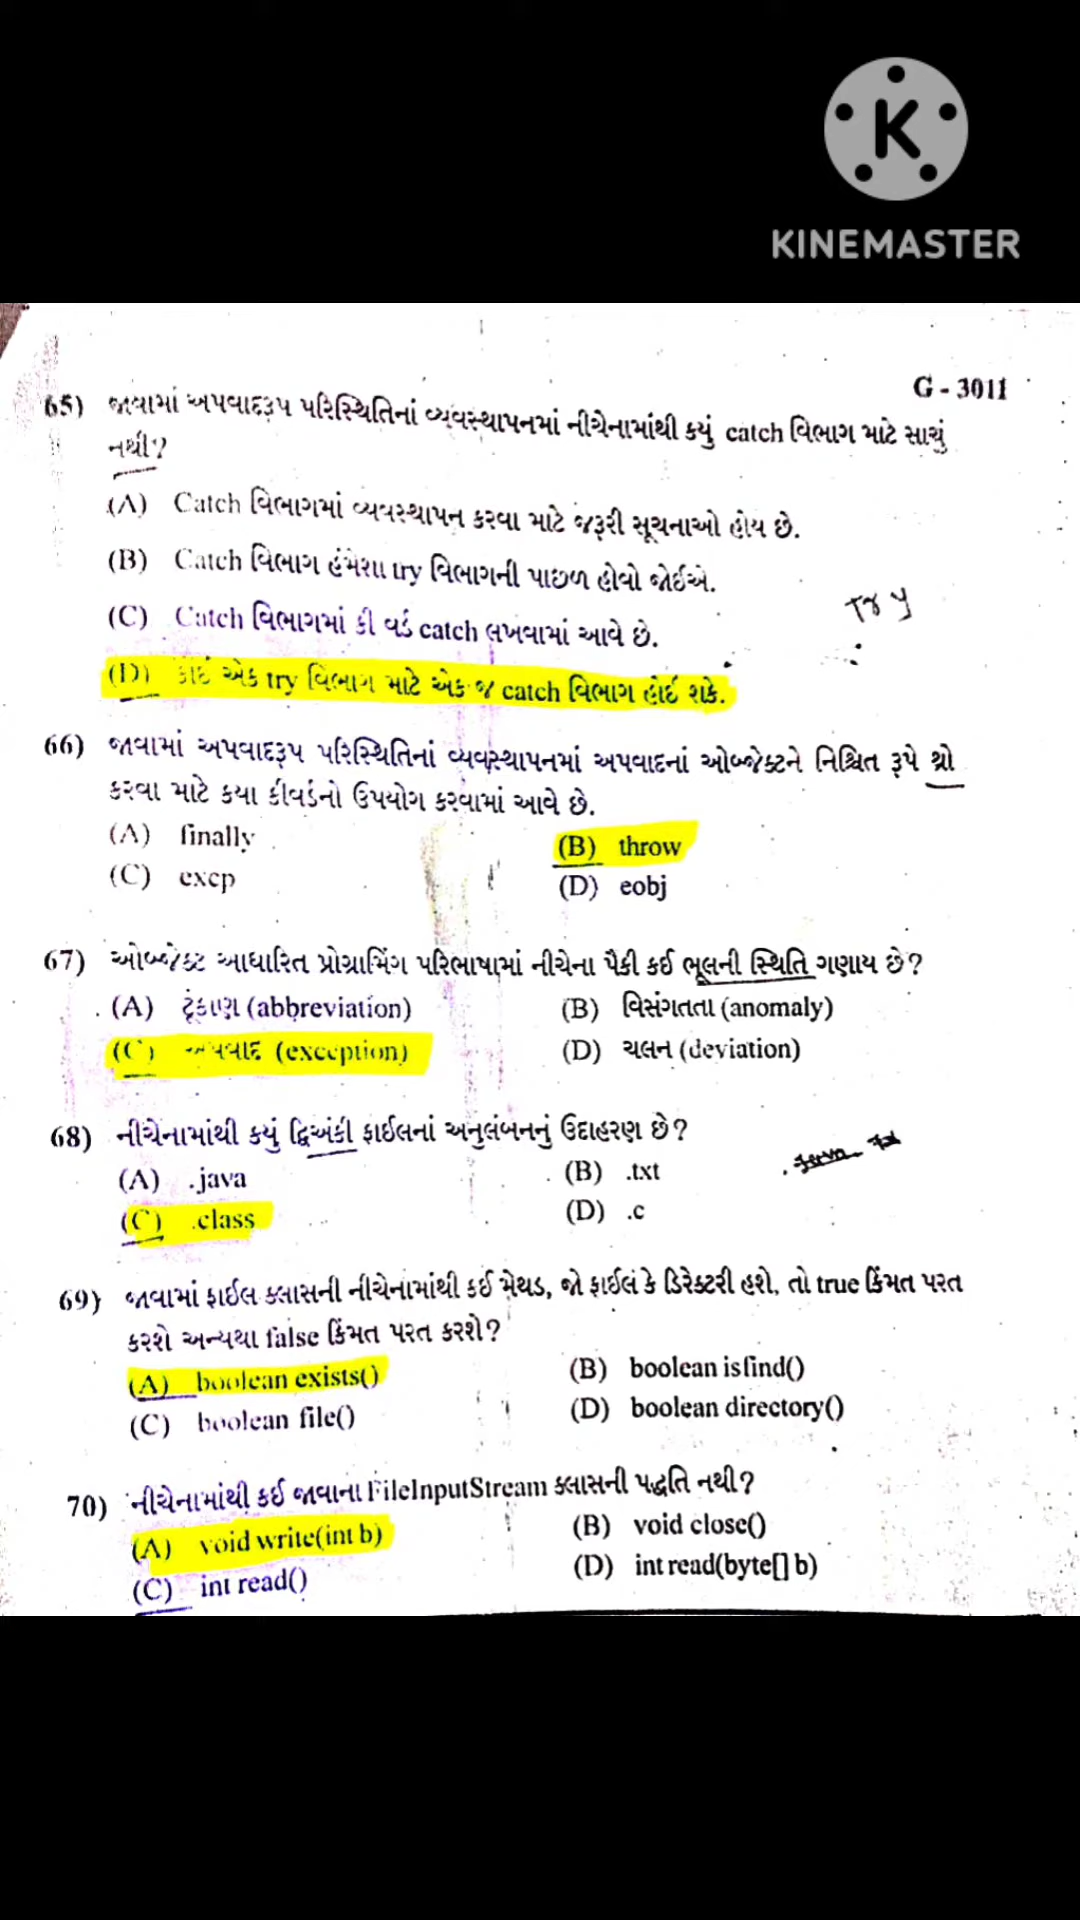 K
KINEMASTER
G - 3011
65) જાવામાં અપવાદરૂપ પરિસ્થિતિનાં વ્યવસ્થાપનમાં નીચેનામાંથી કયું catch વિભાગ માટે સાચું
નથી?
(A) Catch વિભાગમાં વ્યવસ્થાપન કરવા માટે જરૂરી સૂચનાઓ હોય છે.
(B) Catch વિભાગ હંમેશા try વિભાગની પાછળ હોવો જોઈએ.
Try
(C) Catch વિભાગમાં કી વર્ડ catch લખવામાં આવે છે.
(D) કોઈ એક try વિભાગ માટે એક જ catch વિભાગ હોઈ શકે.
66) જાવામાં અપવાદરૂપ પરિસ્થિતિનાં વ્યવસ્થાપનમાં અપવાદનાં ઓબ્જેક્ટને નિશ્ચિત રૂપે થ્રો
કરવા માટે કયા કીવર્ડનો ઉપયોગ કરવામાં આવે છે.
(A) finally (B) throw
(C) excp (D) eobj
67) ઓબ્જેક્ટ આધારિત પ્રોગ્રામિંગ પરિભાષામાં નીચેના પૈકી કઈ ભૂલની સ્થિતિ ગણાય છે?
(A) ટૂંકાણ (abbreviation) (B) વિસંગતતા (anomaly)
(C) અપવાદ (exception) (D) ચલન (deviation)
68) નીચેનામાંથી કયું દ્વિઅંકી ફાઈલનાં અનુલંબનનું ઉદાહરણ છે?
(A) .java (B) .txt
(C) .class (D) .c
69) જાવામાં ફાઈલ ક્લાસની નીચેનામાંથી કઈ મેથડ, જો ફાઈલ કે ડિરેક્ટરી હશે, તો true કિંમત પરત
કરશે અન્યથા false કિંમત પરત કરશે?
(A) boolean exists() (B) boolean isfind()
(C) boolean file() (D) boolean directory()
70) નીચેનામાંથી કઈ જાવાના FileInputStream ક્લાસની પદ્ધતિ નથી?
(A) void write(int b) (B) void close()
(C) int read() (D) int read(byte[] b)